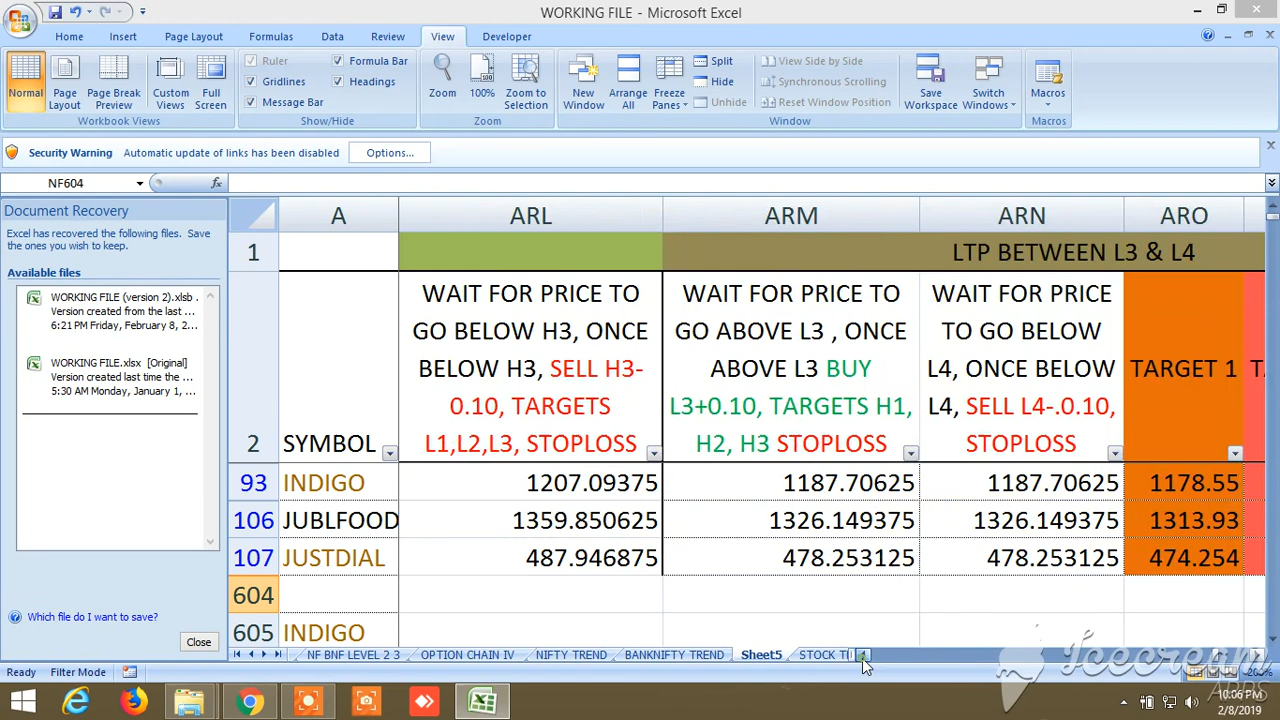 WORKING FILE - Microsoft Excel
Home Insert Page Layout Formulas Data Review View Developer
Ruler Formula Bar Split View Side by Side
Gridlines Headings Hide Synchronous Scrolling
Message Bar Unhide Reset Window Position
Normal Page Layout Page Break Preview Custom Views Full Screen Zoom 100% Zoom to Selection New Window Arrange All Freeze Panes Save Workspace Switch Windows Macros
Workbook Views Show/Hide Zoom Window Macros
Security Warning Automatic update of links has been disabled Options...
NF604 fx
Document Recovery
Excel has recovered the following files. Save
the ones you wish to keep.
Available files
WORKING FILE (version 2).xlsb .
Version created from the last ...
6:21 PM Friday, February 8, 2...
WORKING FILE.xlsx [Original]
Version created last time the ...
5:30 AM Monday, January 1, ...
Which file do I want to save?
Close
A ARL ARM ARN ARO
1 LTP BETWEEN L3 & L4
2 SYMBOL
WAIT FOR PRICE TO
GO BELOW H3, ONCE
BELOW H3, SELL H3-
0.10, TARGETS
L1,L2,L3, STOPLOSS
WAIT FOR PRICE TO
GO ABOVE L3 , ONCE
ABOVE L3 BUY
L3+0.10, TARGETS H1,
H2, H3 STOPLOSS
WAIT FOR PRICE
TO GO BELOW
L4, ONCE BELOW
L4, SELL L4-.0.10,
STOPLOSS
TARGET 1
93 INDIGO 1207.09375 1187.70625 1187.70625 1178.55
106 JUBLFOOD 1359.850625 1326.149375 1326.149375 1313.93
107 JUSTDIAL 487.946875 478.253125 478.253125 474.254
604
605 INDIGO
NF BNF LEVEL 2 3 OPTION CHAIN IV NIFTY TREND BANKNIFTY TREND Sheet5 STOCK
Ready Filter Mode 200%
Icecream
APPS
10:06 PM
2/8/2019